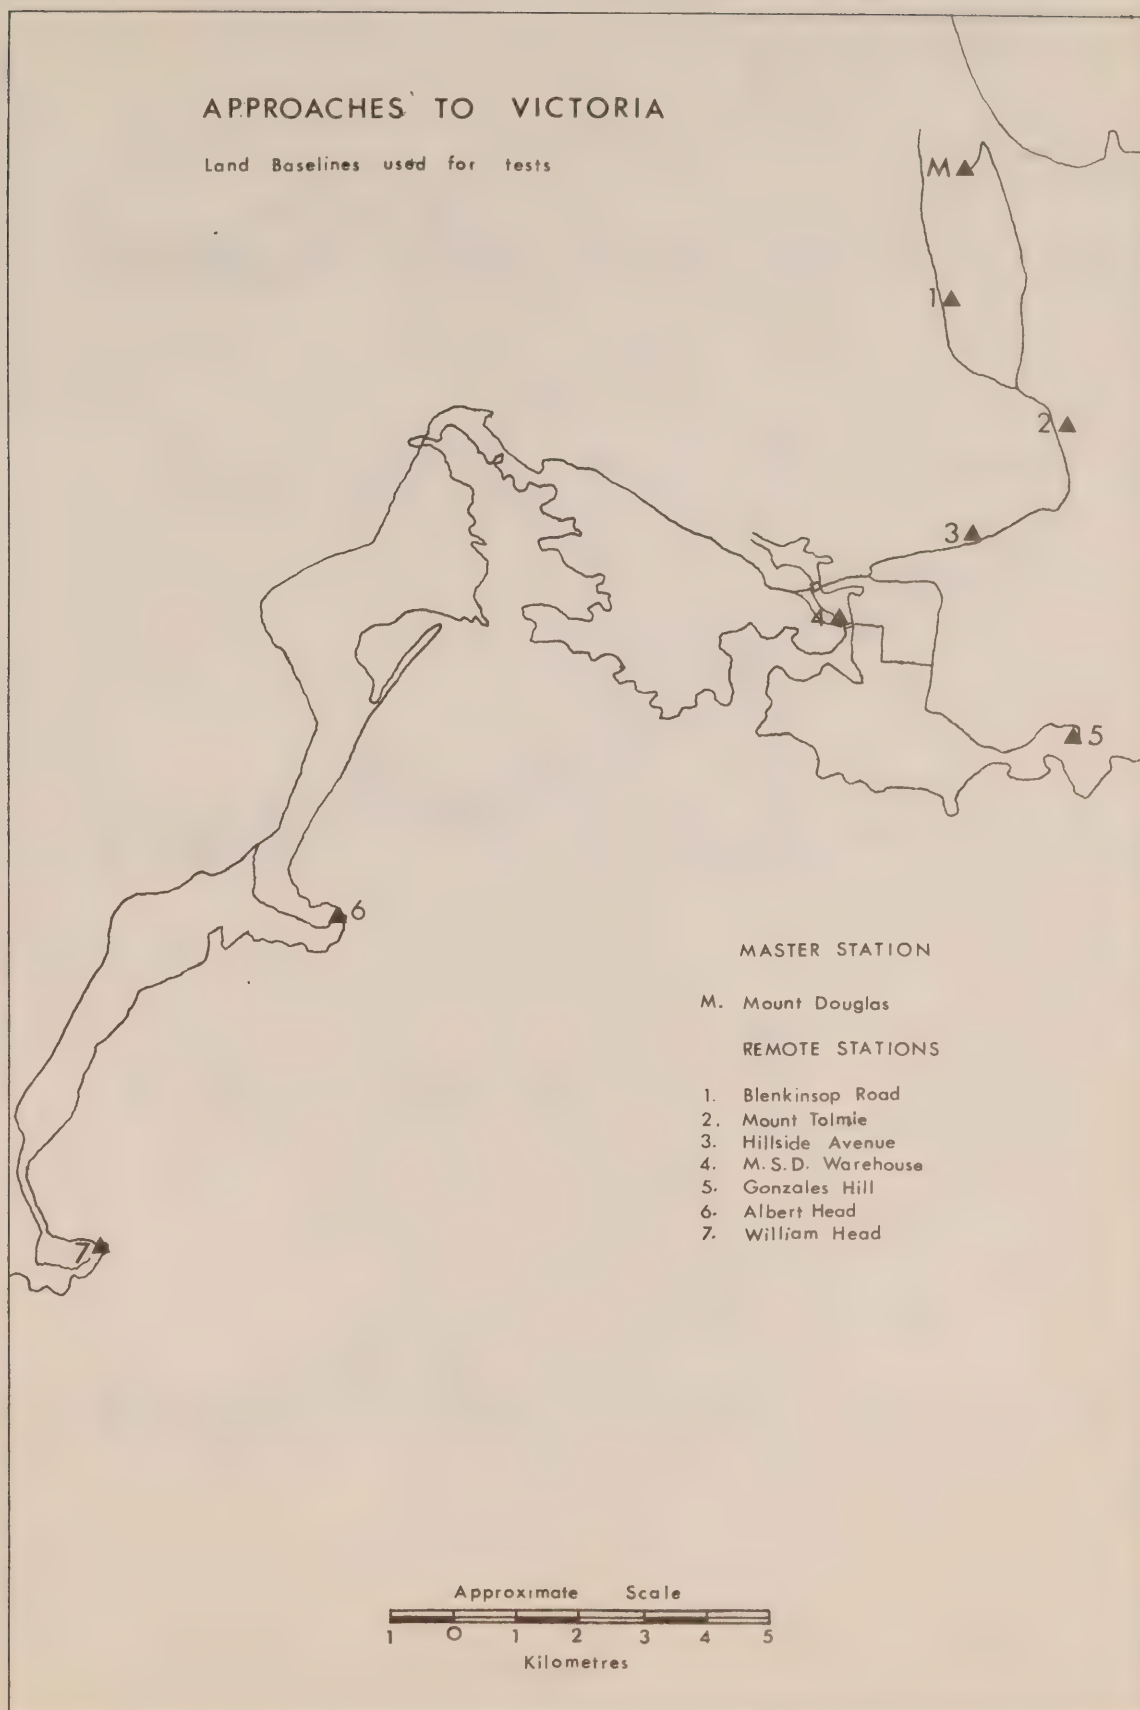 APPROACHES TO VICTORIA
Land Baselines used for tests
M
1
2
3
4
5
6
7
MASTER STATION
M. Mount Douglas
REMOTE STATIONS
1. Blenkinsop Road
2. Mount Tolmie
3. Hillside Avenue
4. M.S.D. Warehouse
5. Gonzales Hill
6. Albert Head
7. William Head
Approximate Scale
1 0 1 2 3 4 5
Kilometres